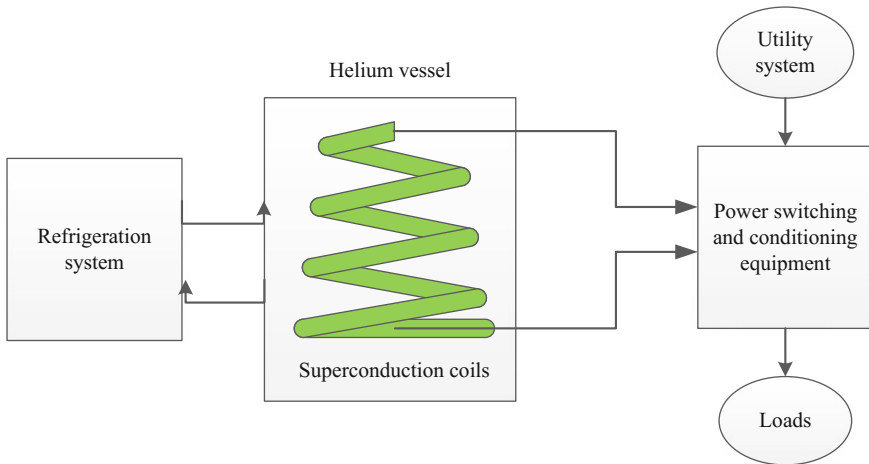 Utility
system
Helium vessel
Refrigeration
system
Power switching
and conditioning
equipment
Superconduction coils
Loads